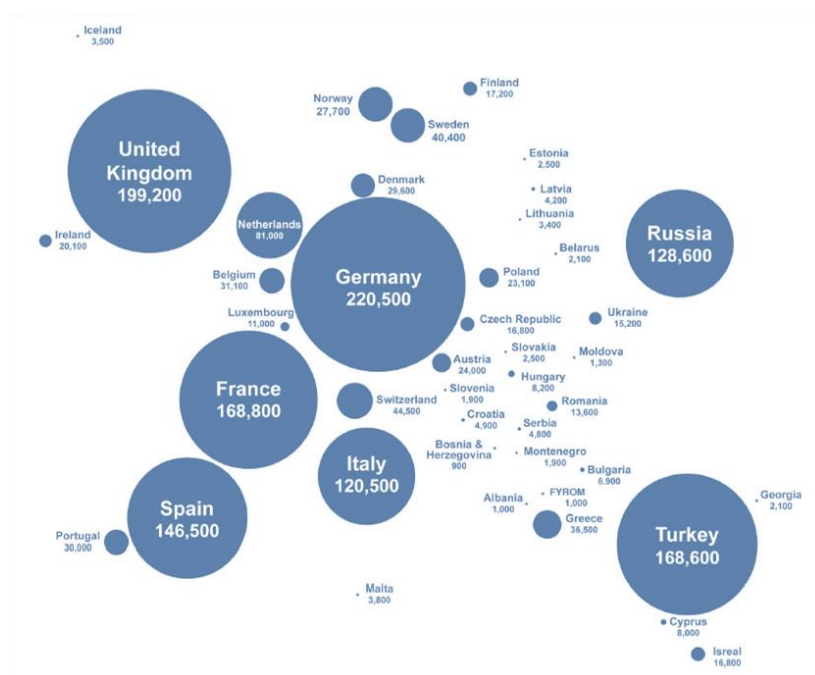 Iceland
3,500
Finland
17,200
Norway
27,700
Sweden
40,400
United
Kingdom
199,200
Estonia
2,500
Denmark
29,600
Latvia
4,200
Lithuania
3,400
Netherlands
81,000
Ireland
20,100
Russia
128,600
Belarus
2,100
Belgium
31,100
Germany
220,500
Poland
23,100
Luxembourg
11,000
Czech Republic
16,800
Ukraine
15,200
Slovakia
2,500
Moldova
1,300
Austria
24,000
Hungary
8,200
France
168,800
Switzerland
44,500
Slovenia
1,900
Romania
13,600
Croatia
4,900
Serbia
4,800
Bosnia &
Herzegovina
900
Montenegro
1,900
Italy
120,500
Bulgaria
6.900
Albania
1,000
FYROM
1,000
Georgia
2,100
Spain
146,500
Greece
36,500
Portugal
30,000
Turkey
168,600
Malta
3,800
Cyprus
8,000
Isreal
16,800